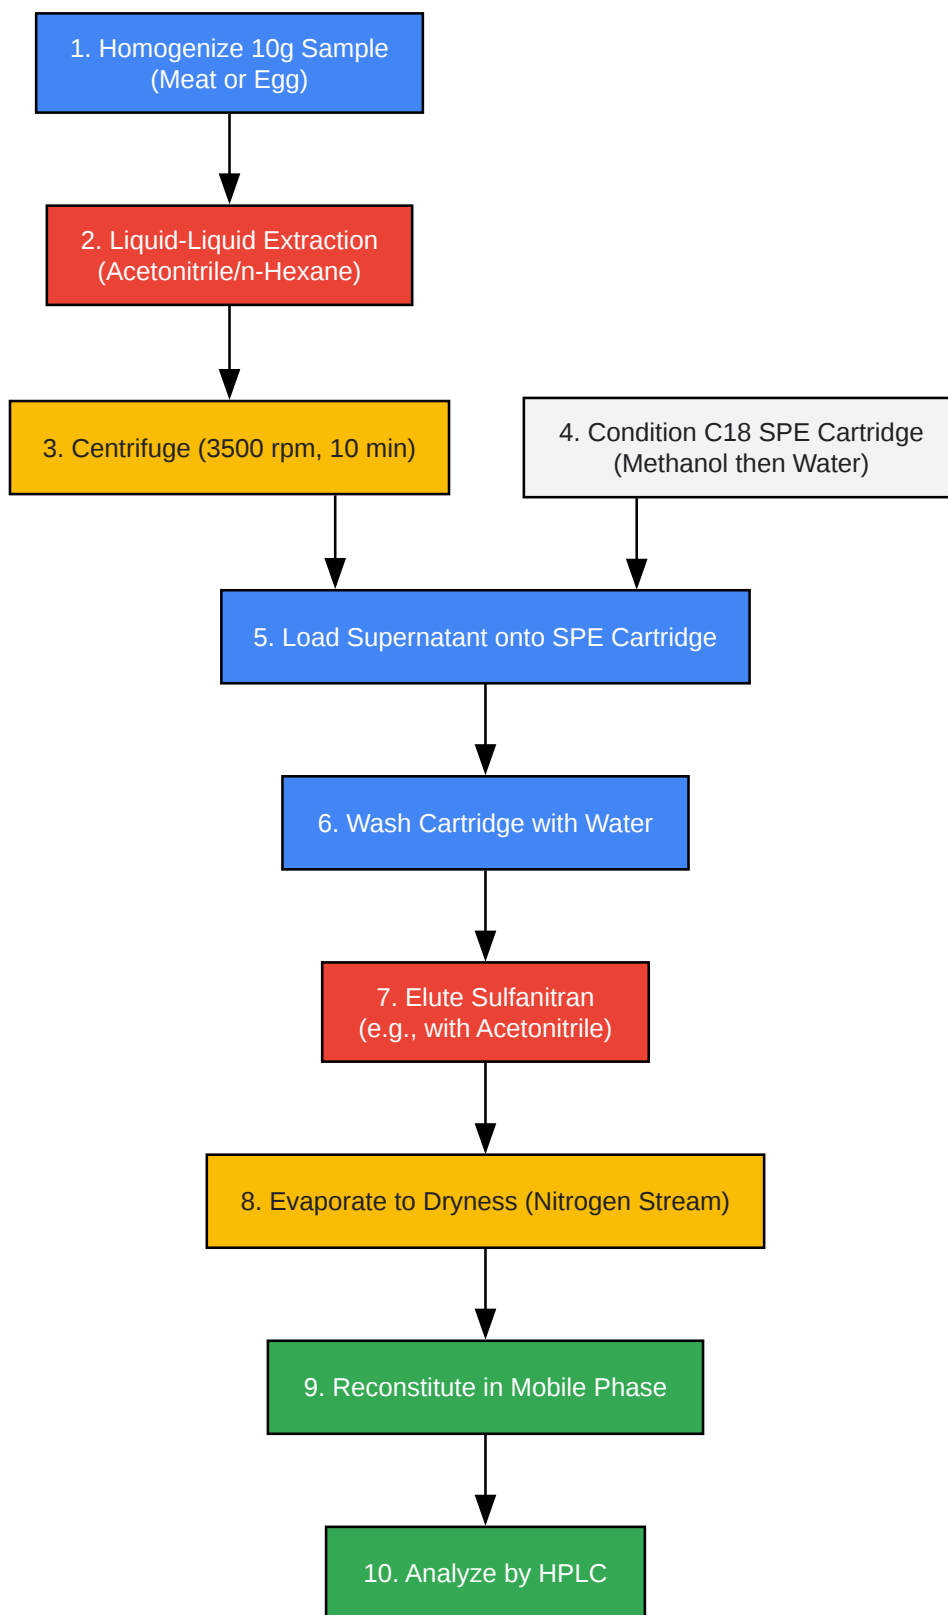 1. Homogenize 10g Sample
(Meat or Egg)
2. Liquid-Liquid Extraction
(Acetonitrile/n-Hexane)
3. Centrifuge (3500 rpm, 10 min)
4. Condition C18 SPE Cartridge
(Methanol then Water)
5. Load Supernatant onto SPE Cartridge
6. Wash Cartridge with Water
7. Elute Sulfanitran
(e.g., with Acetonitrile)
8. Evaporate to Dryness (Nitrogen Stream)
9. Reconstitute in Mobile Phase
10. Analyze by HPLC